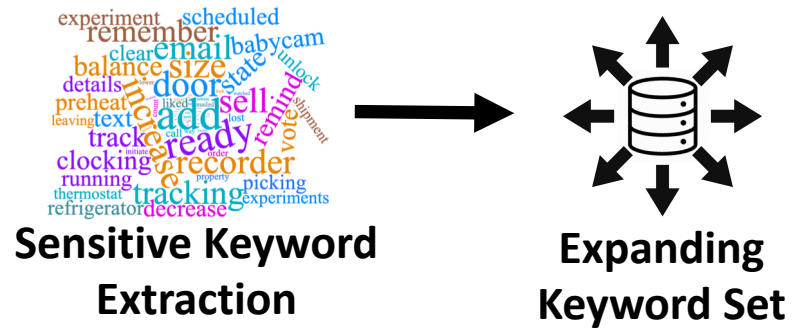 experiment scheduled
remember
clear email babycam
balance size state unlock
details door
preheat increase liked sell remind shipment
leaving text add lost vote
track call ready
clocking initiate order recorder
running property picking
thermostat tracking experiments
refrigerator decrease
Sensitive Keyword
Extraction
Expanding
Keyword Set